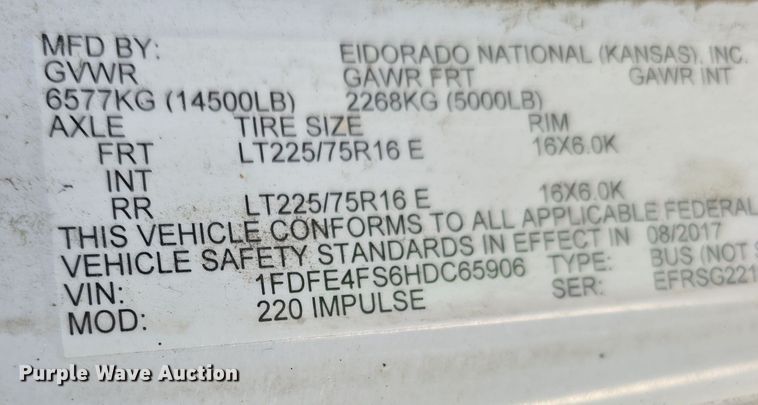 MFD BY: EIDORADO NATIONAL (KANSAS), INC.
GVWR GAWR FRT GAWR INT
6577KG (14500LB) 2268KG (5000LB)
AXLE TIRE SIZE RIM
FRT LT225/75R16 E 16X6.0K
INT
RR LT225/75R16 E 16X6.0K
THIS VEHICLE CONFORMS TO ALL APPLICABLE FEDERAL
VEHICLE SAFETY STANDARDS IN EFFECT IN 08/2017
VIN: 1FDFE4FS6HDC65906 TYPE: BUS (NOT S
MOD: 220 IMPULSE SER: EFRSG221
Purple Wave Auction